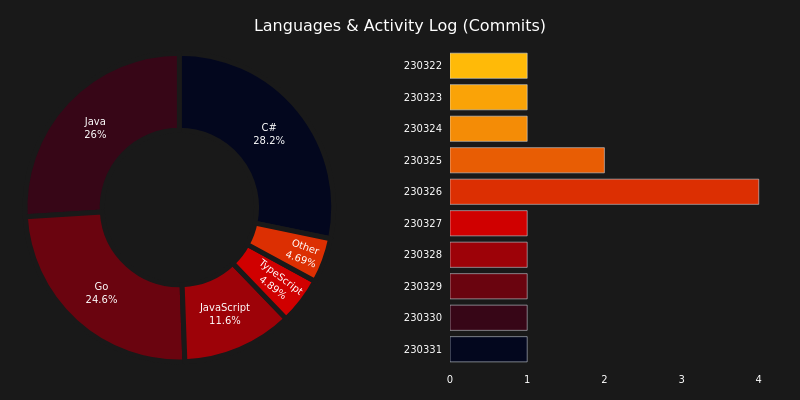 Languages & Activity Log (Commits)
Java
26%
C#
28.2%
Other
4.69%
TypeScript
4.89%
JavaScript
11.6%
Go
24.6%
230322
230323
230324
230325
230326
230327
230328
230329
230330
230331
0 1 2 3 4